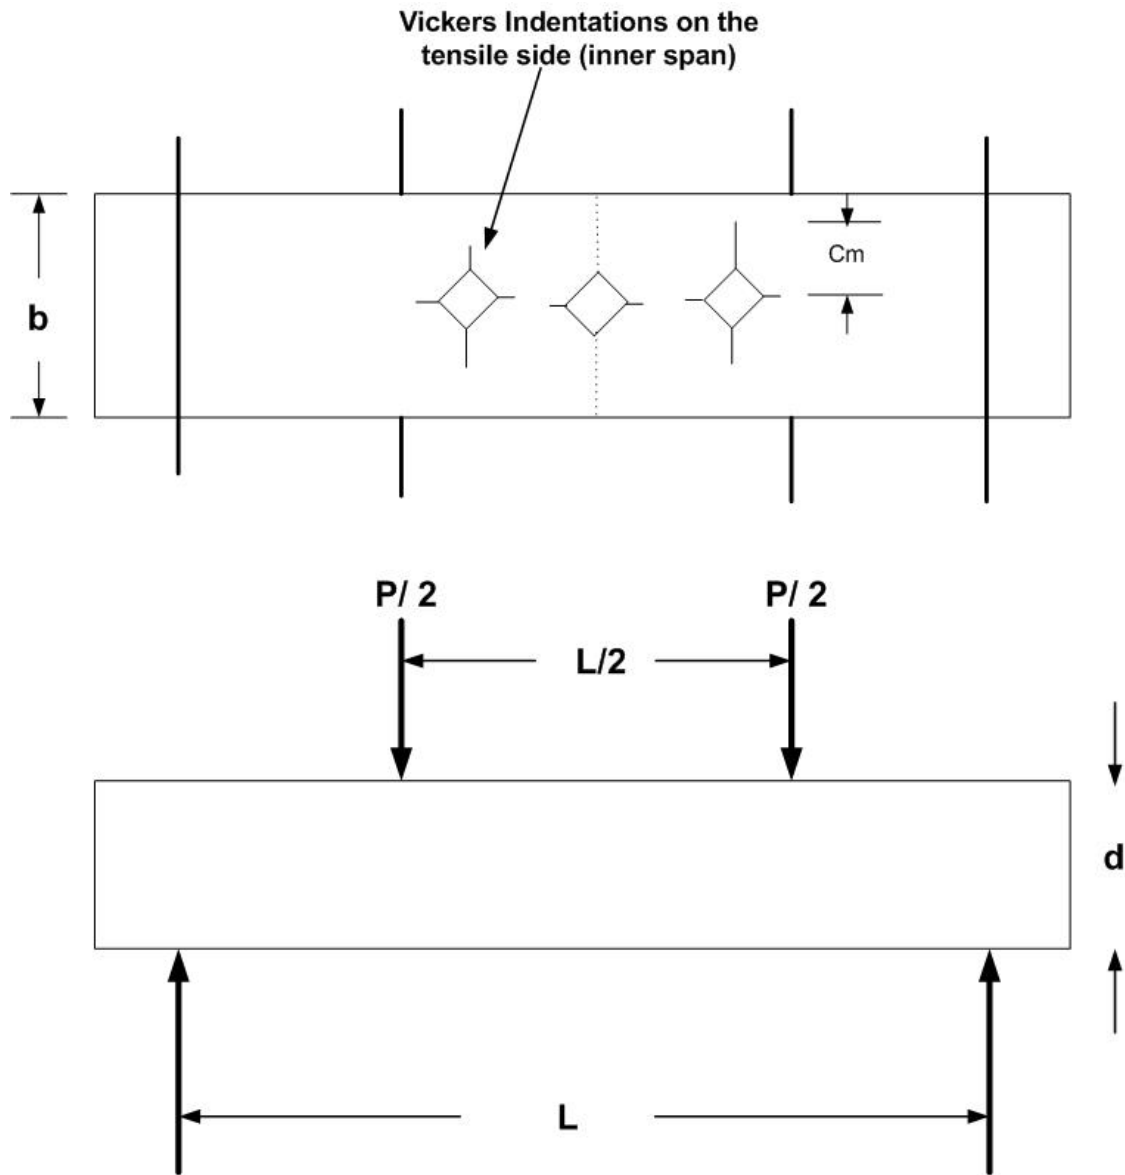 Vickers Indentations on the
tensile side (inner span)
b
Cm
P/ 2
P/ 2
L/2
d
L